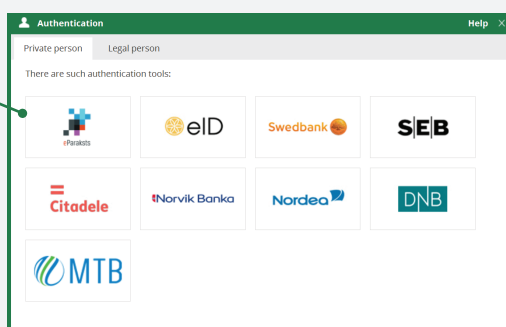 Authentication Help
Private person Legal person
There are such authentication tools:
eParaksts eID Swedbank S|E|B
Citadele Norvik Banka Nordea DNB
MTB